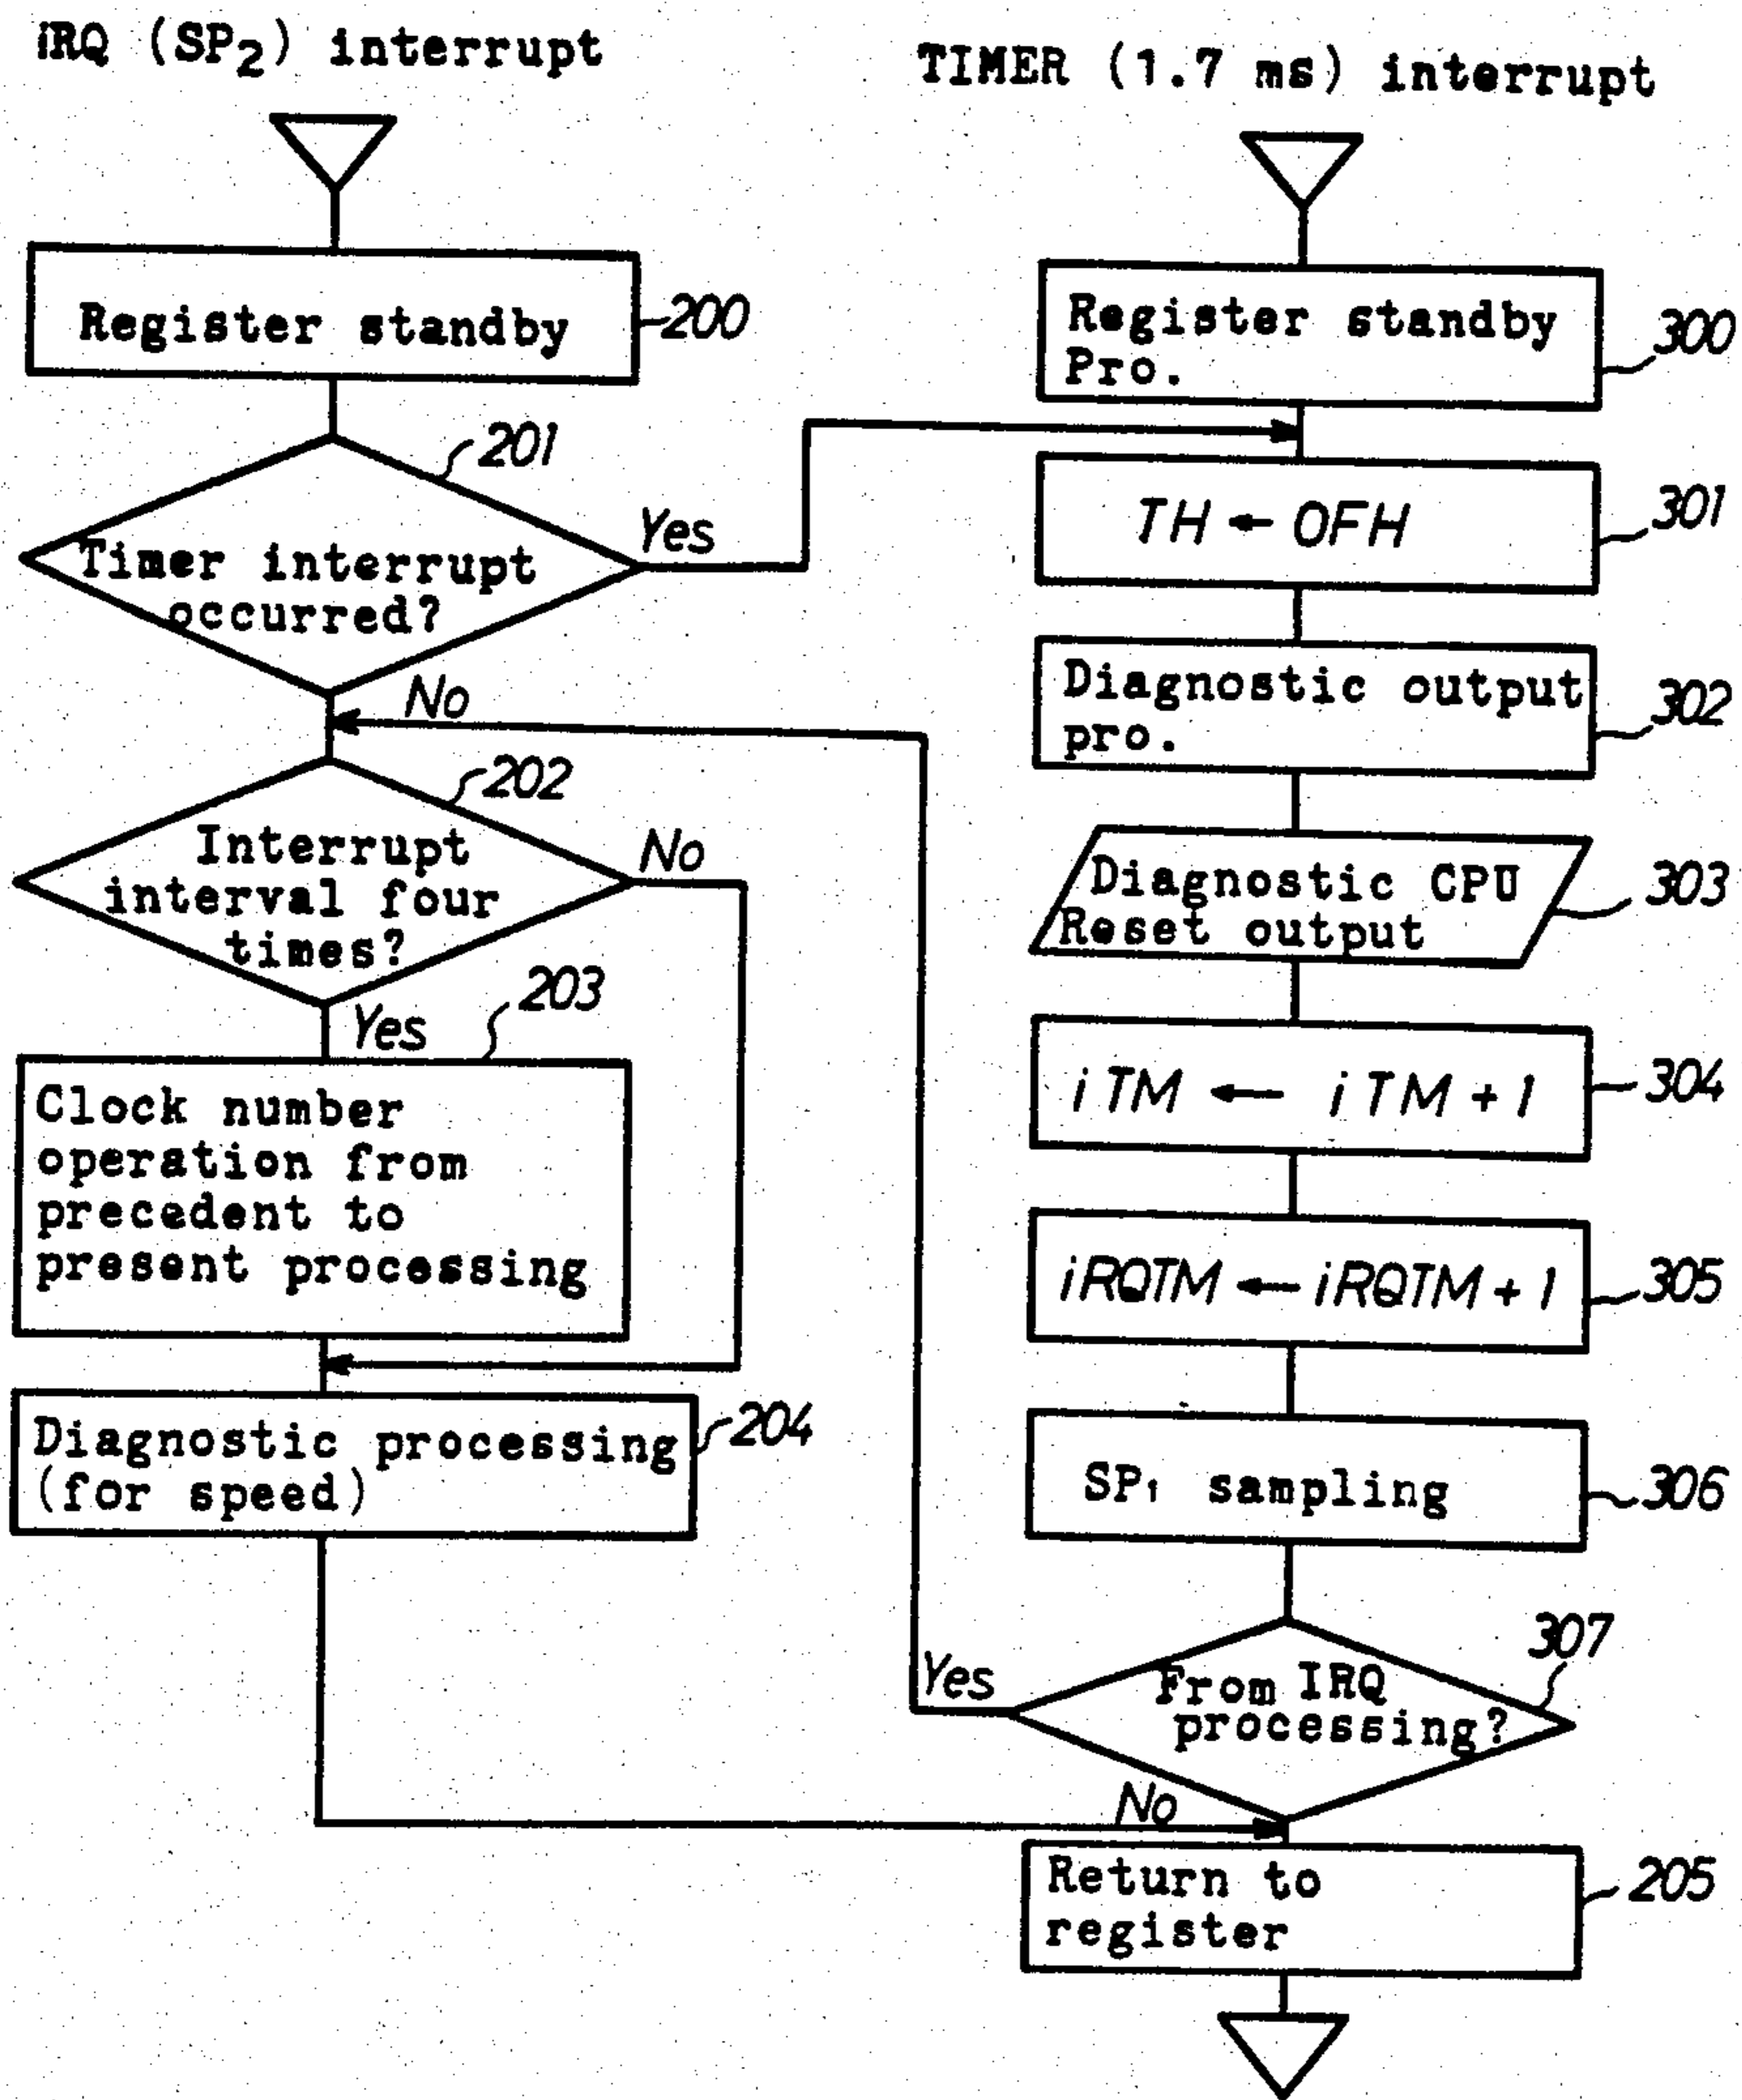 iRQ (SP2) interrupt
Register standby
200
201
Timer interrupt
occurred?
Yes
No
202
Interrupt
interval four
times?
No
Yes
203
Clock number
operation from
precedent to
present processing
Diagnostic processing
(for speed)
204
TIMER (1.7 ms) interrupt
Register standby
Pro.
300
TH ← OFH
301
Diagnostic output
pro.
302
Diagnostic CPU
Reset output
303
iTM ← iTM + 1
304
iRQTM ← iRQTM + 1
305
SP1 sampling
306
307
From IRQ
processing?
Yes
No
Return to
register
205